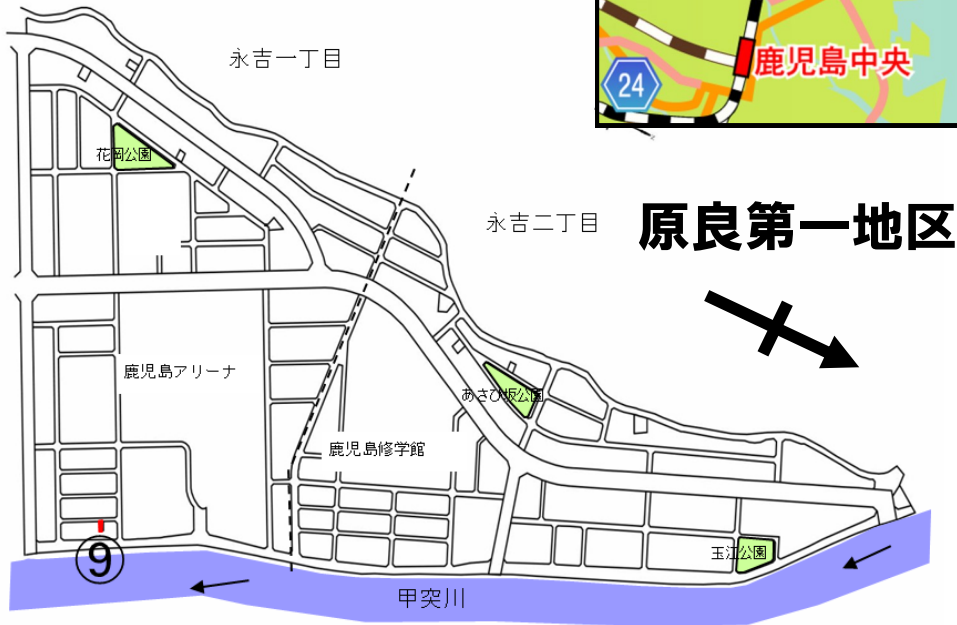 永吉一丁目
鹿児島中央
24
花岡公園
永吉二丁目
原良第一地区
鹿児島アリーナ
あさひ坂公園
鹿児島修学館
玉江公園
⑨
甲突川